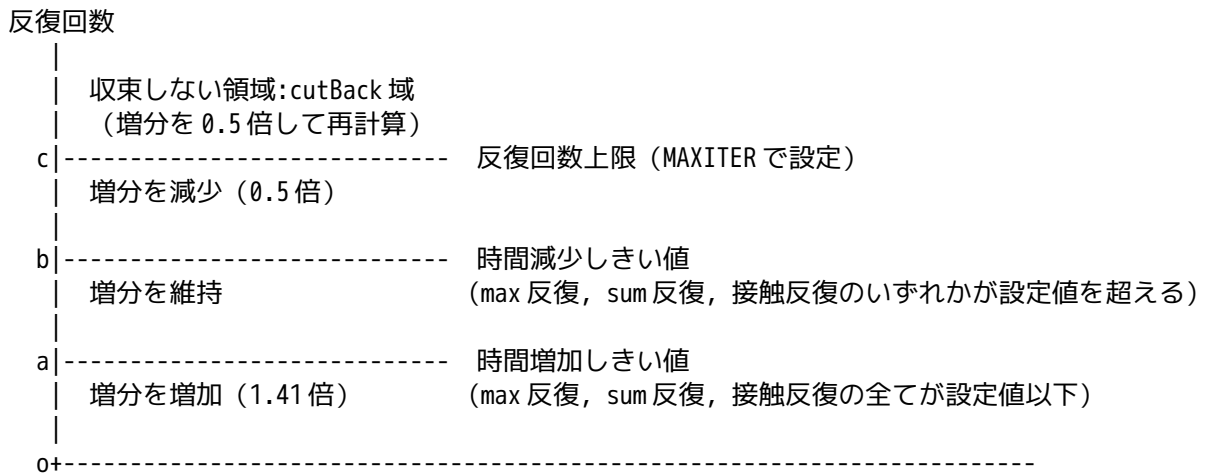 反復回数
|
| 収束しない領域:cutBack域
| (増分を0.5倍して再計算)
c|----------------------------- 反復回数上限 (MAXITERで設定)
| 増分を減少 (0.5倍)
|
b|----------------------------- 時間減少しきい値
| 増分を維持 (max反復, sum反復, 接触反復のいずれかが設定値を超える)
|
a|----------------------------- 時間増加しきい値
| 増分を増加 (1.41倍) (max反復, sum反復, 接触反復の全てが設定値以下)
|
o+-------------------------------------------------------------------------